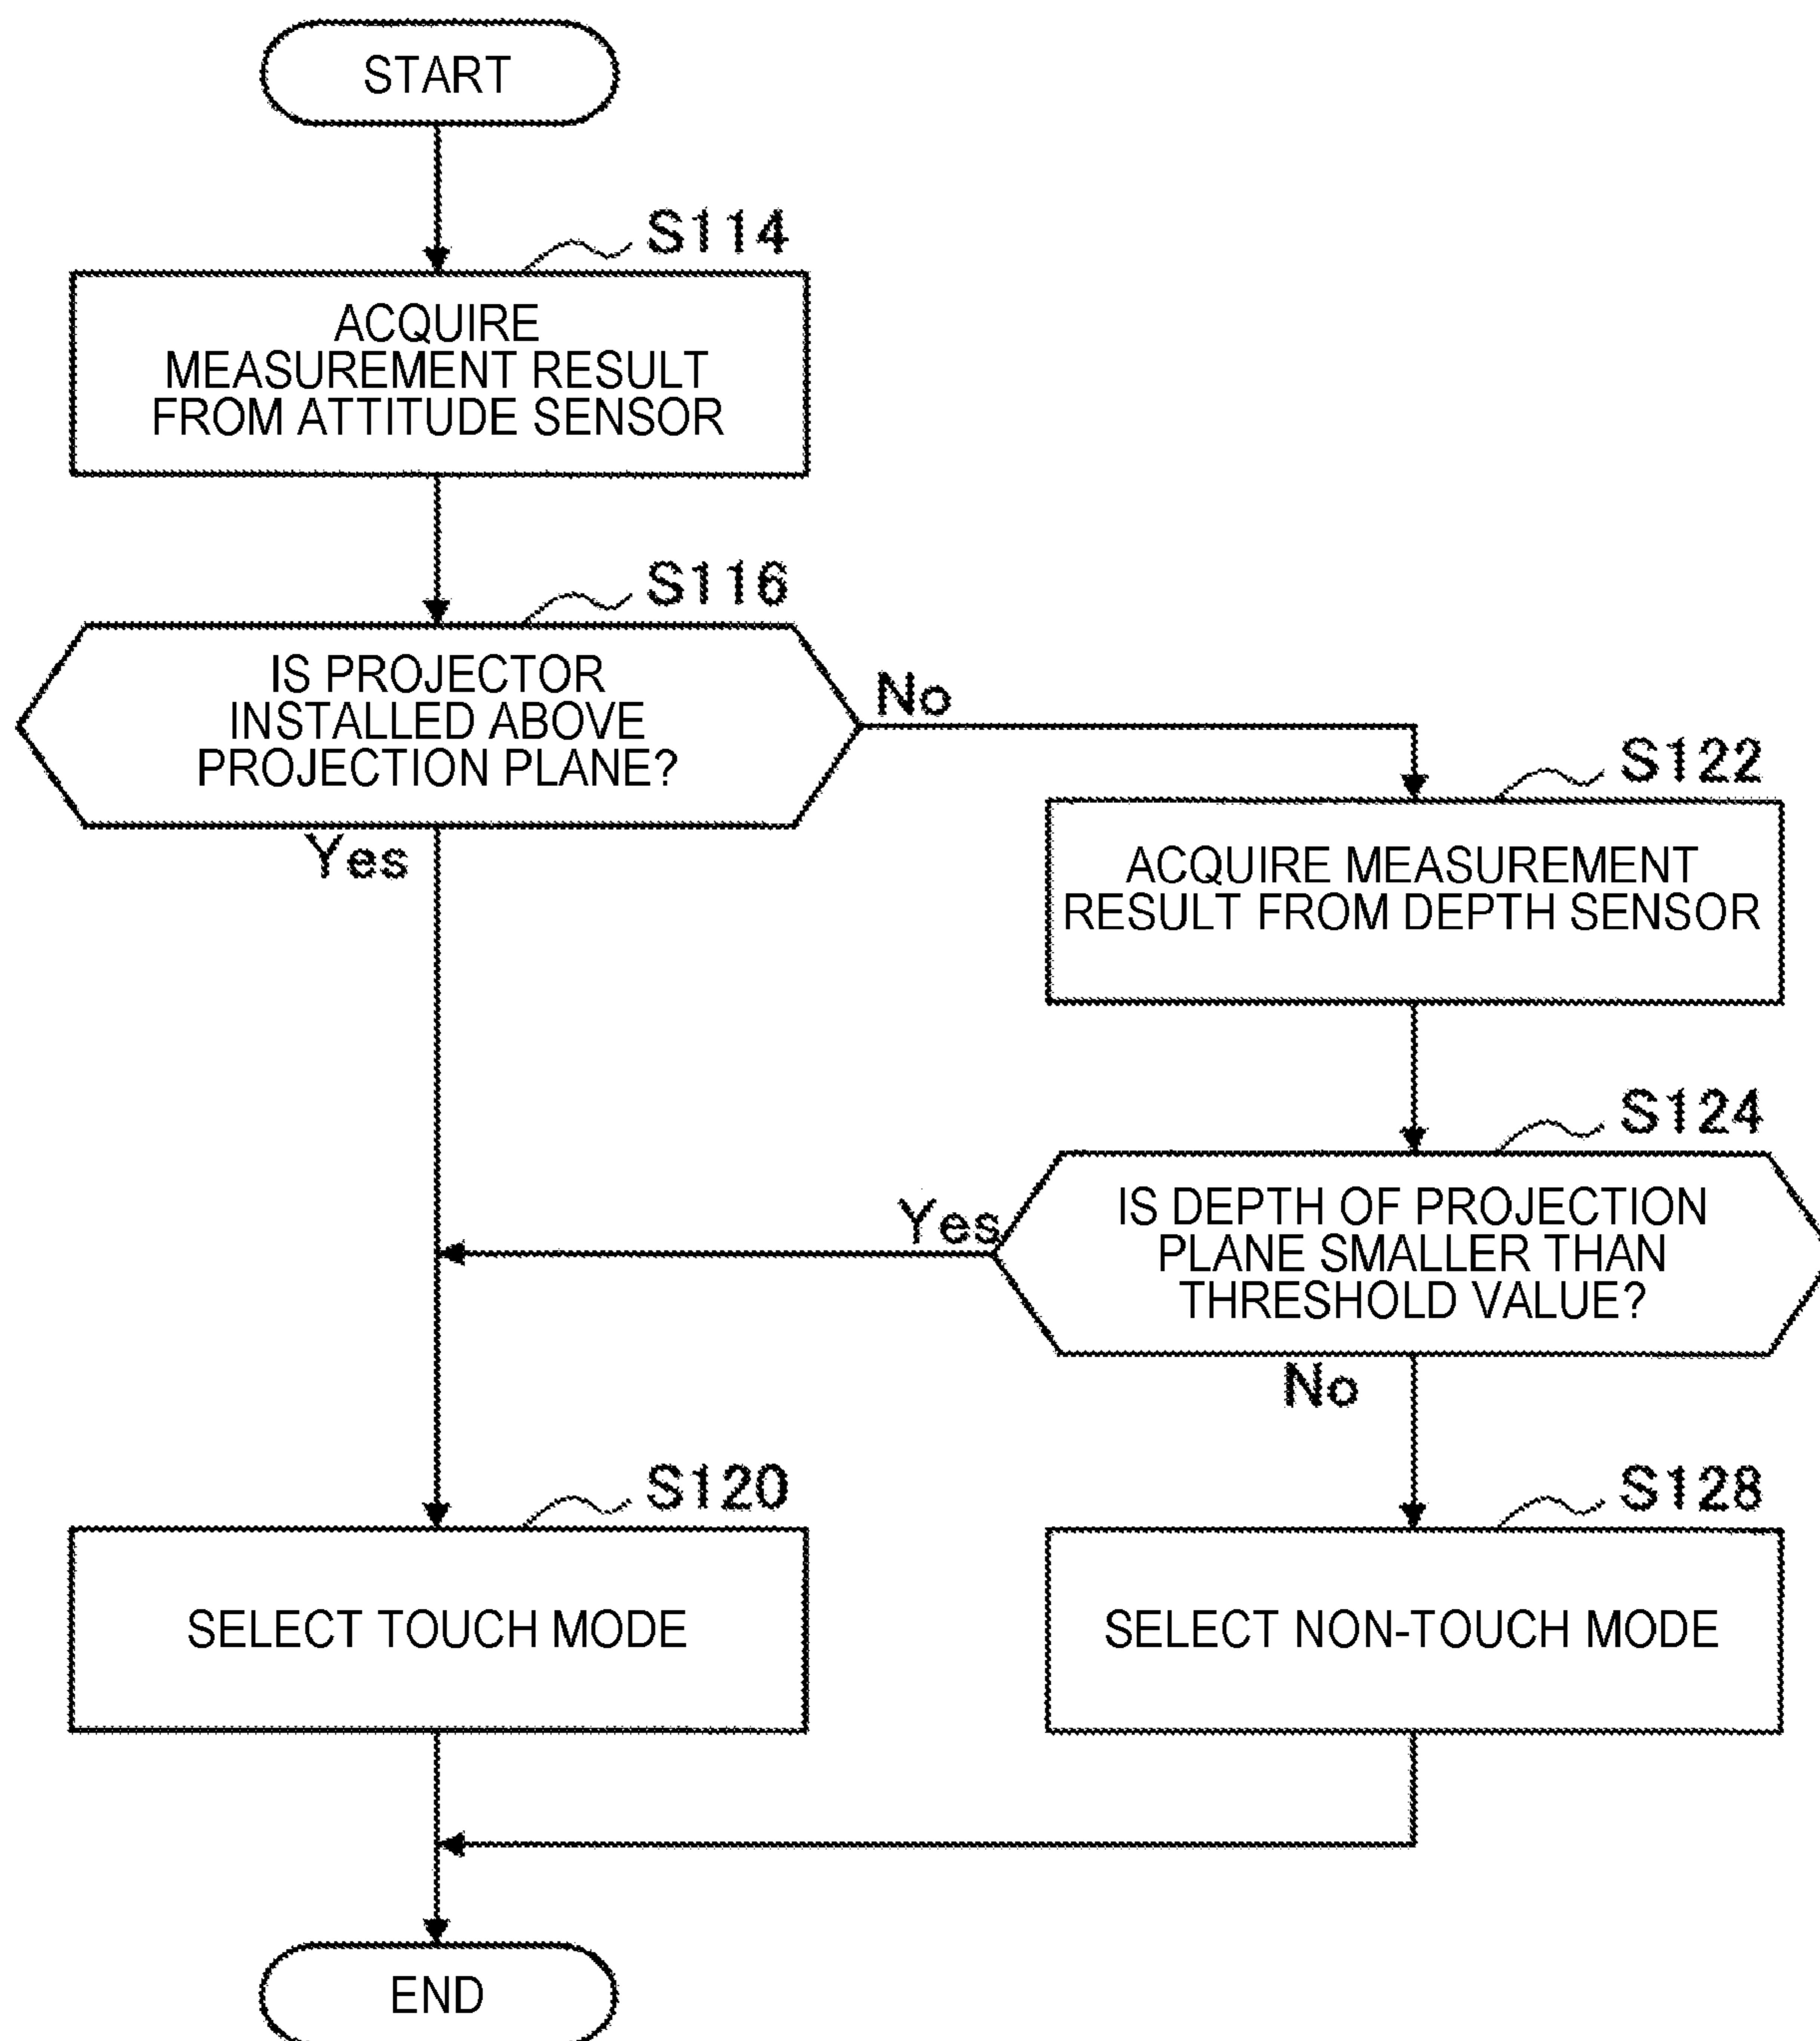 START
S114
ACQUIRE
MEASUREMENT RESULT
FROM ATTITUDE SENSOR
S116
IS PROJECTOR
INSTALLED ABOVE
PROJECTION PLANE?
No
Yes
S122
ACQUIRE MEASUREMENT
RESULT FROM DEPTH SENSOR
S124
IS DEPTH OF PROJECTION
PLANE SMALLER THAN
THRESHOLD VALUE?
Yes
No
S120
SELECT TOUCH MODE
S128
SELECT NON-TOUCH MODE
END